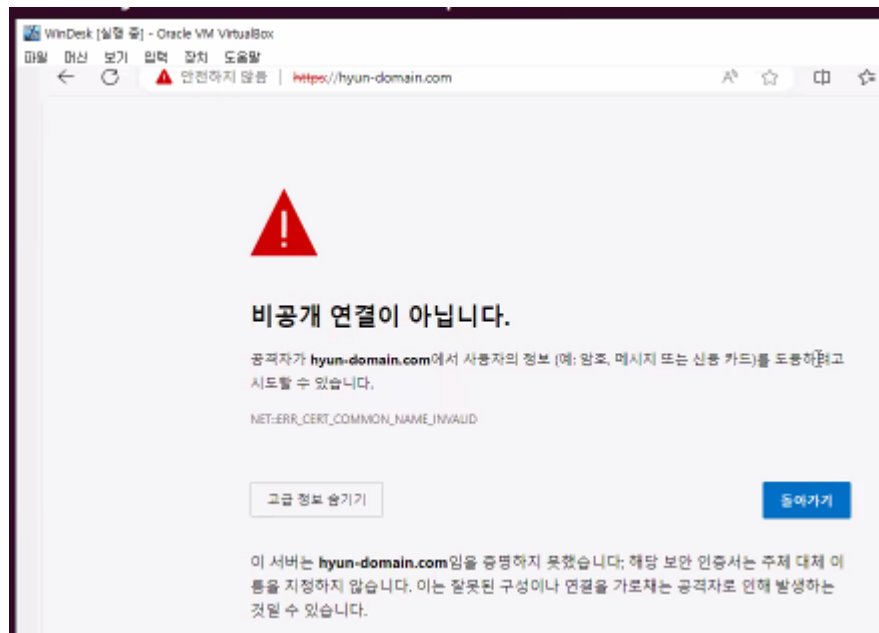 WinDesk [실행 중] - Oracle VM VirtualBox
파일 머신 보기 입력 장치 도움말
안전하지 않음 | https://hyun-domain.com
비공개 연결이 아닙니다.
공격자가 hyun-domain.com에서 사용자의 정보 (예: 암호, 메시지 또는 신용 카드)를 도용하려고
시도할 수 있습니다.
NET::ERR_CERT_COMMON_NAME_INVALID
고급 정보 숨기기
돌아가기
이 서버는 hyun-domain.com임을 증명하지 못했습니다; 해당 보안 인증서는 주체 대체 이
름을 지정하지 않습니다. 이는 잘못된 구성이나 연결을 가로채는 공격자로 인해 발생하는
것일 수 있습니다.